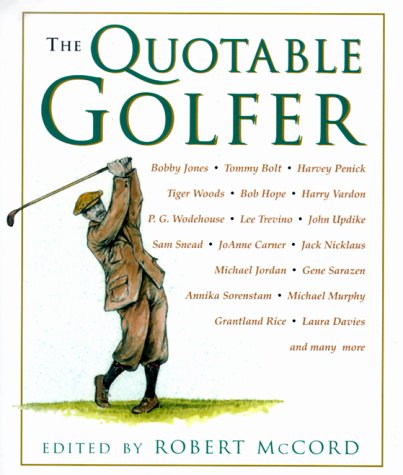 THE QUOTABLE
GOLFER
Bobby Jones • Tommy Bolt • Harvey Penick
Tiger Woods • Bob Hope • Harry Vardon
P. G. Wodehouse • Lee Trevino • John Updike
Sam Snead • JoAnne Carner • Jack Nicklaus
Michael Jordan • Gene Sarazen
Annika Sorenstam • Michael Murphy
Grantland Rice • Laura Davies
and many more
EDITED BY ROBERT MCCORD